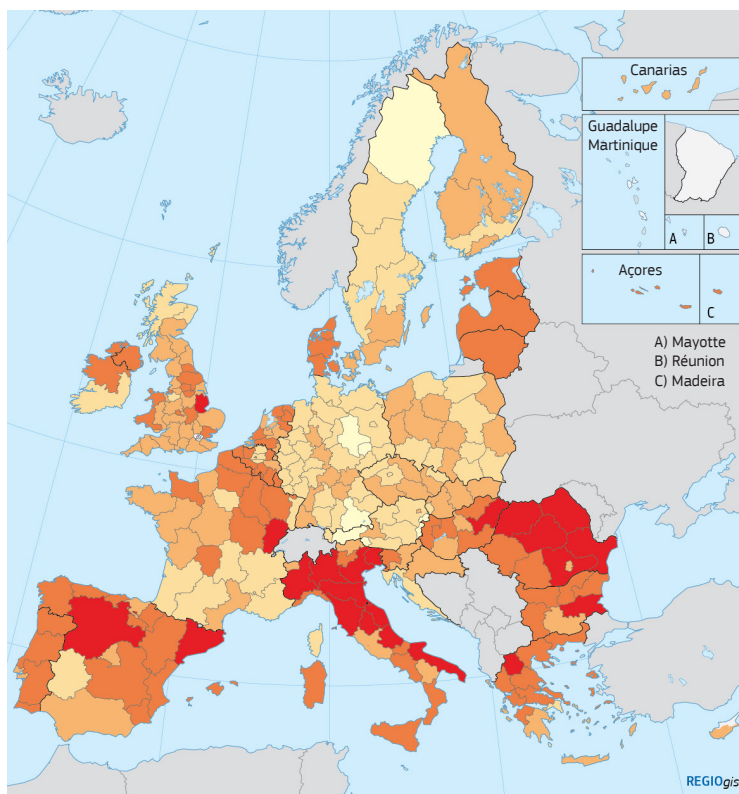 Canarias
Guadalupe
Martinique
A
B
Açores
C
A) Mayotte
B) Réunion
C) Madeira
REGIOgis